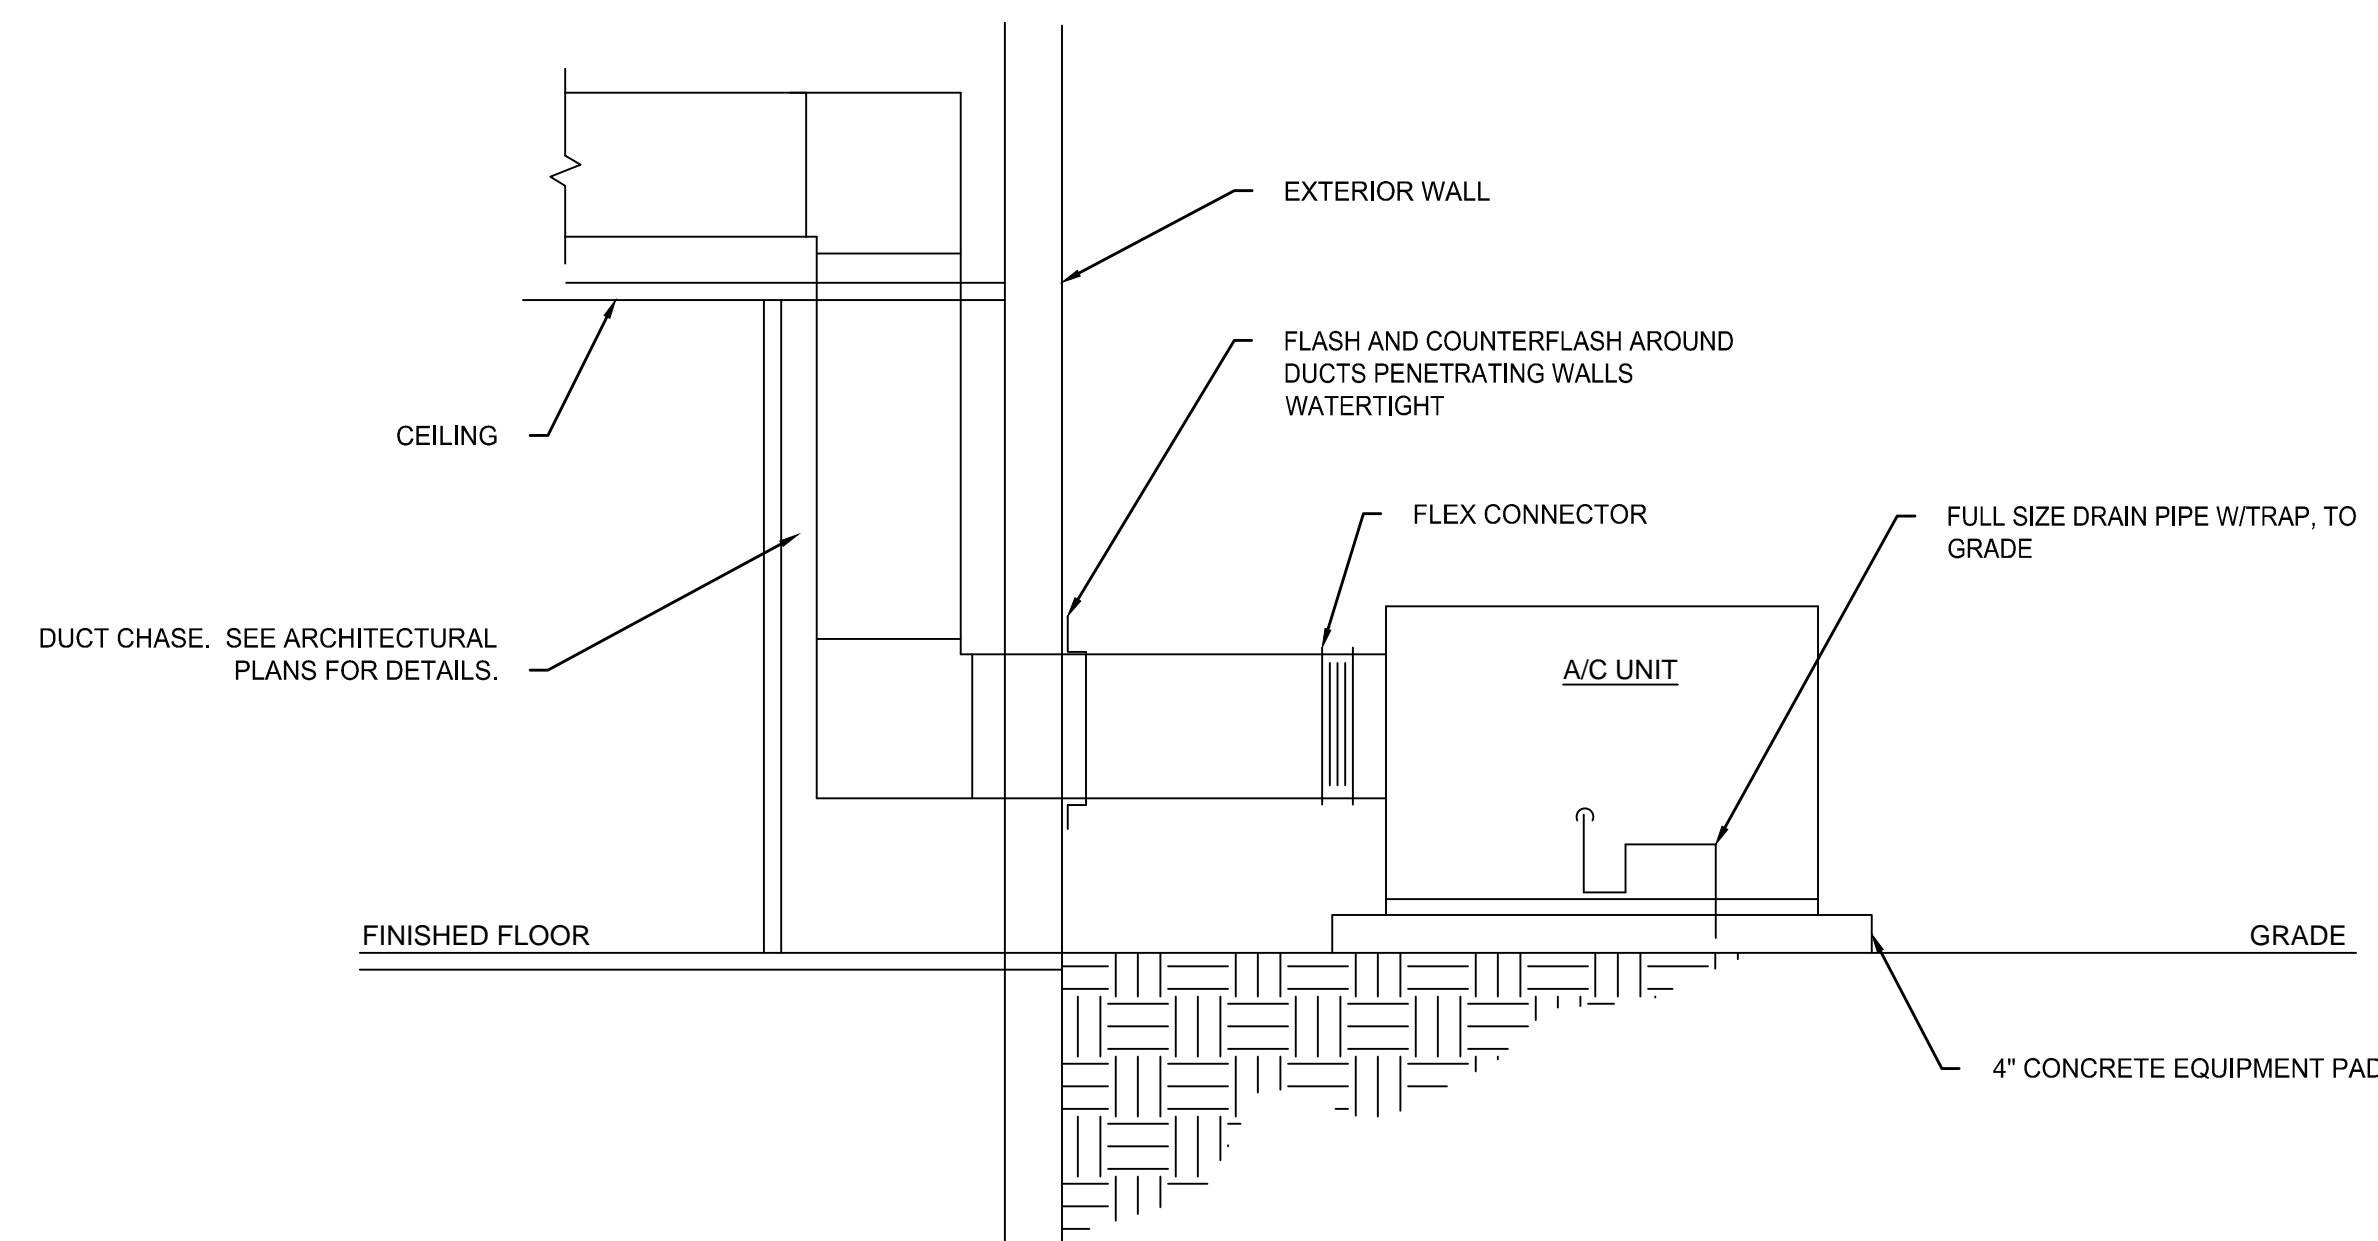 EXTERIOR WALL
FLASH AND COUNTERFLASH AROUND
DUCTS PENETRATING WALLS
WATERTIGHT
CEILING
FLEX CONNECTOR
FULL SIZE DRAIN PIPE W/TRAP, TO
GRADE
DUCT CHASE. SEE ARCHITECTURAL
PLANS FOR DETAILS.
A/C UNIT
FINISHED FLOOR
GRADE
4" CONCRETE EQUIPMENT PAD